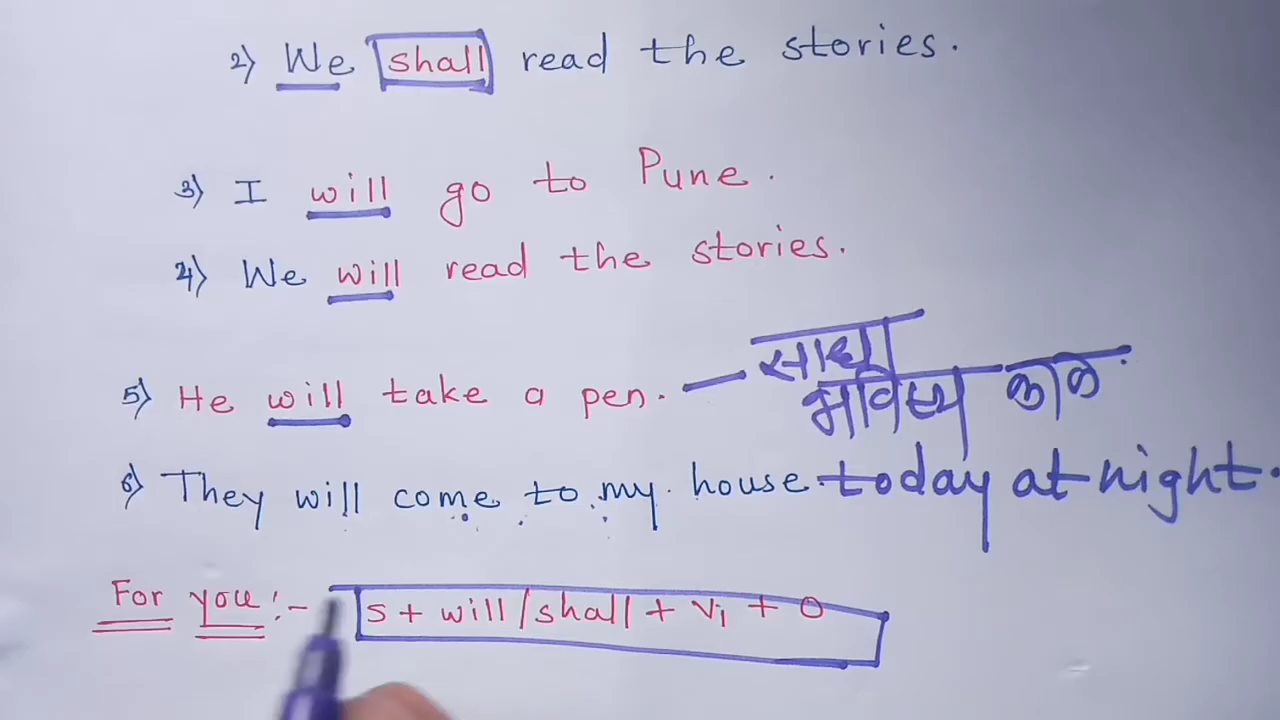 2) We shall read the stories.
3) I will go to Pune.
4) We will read the stories.
5) He will take a pen. — साधा
भविष्य काळ.
6) They will come to my house today at night.
For you :- S + will / shall + V1 + O